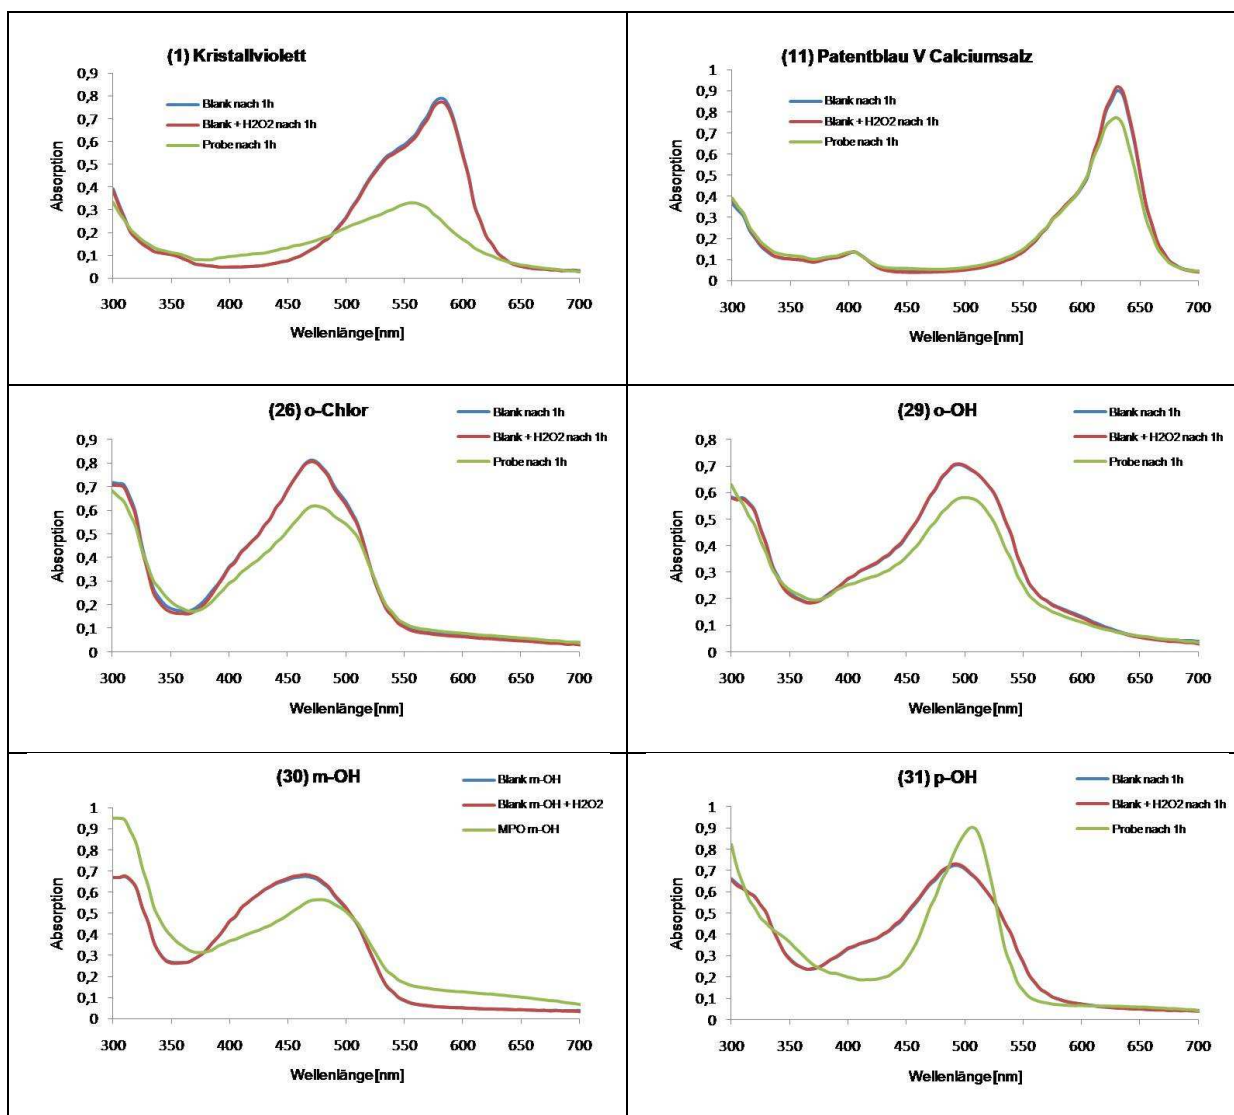 (1) Kristallviolett
Blank nach 1h
Blank + H2O2 nach 1h
Probe nach 1h
Absorption
0,9
0,8
0,7
0,6
0,5
0,4
0,3
0,2
0,1
0
300 350 400 450 500 550 600 650 700
Wellenlänge[nm]
(11) Patentblau V Calciumsalz
Blank nach 1h
Blank + H2O2 nach 1h
Probe nach 1h
Absorption
1
0,9
0,8
0,7
0,6
0,5
0,4
0,3
0,2
0,1
0
300 350 400 450 500 550 600 650 700
Wellenlänge[nm]
(26) o-Chlor
Blank nach 1h
Blank + H2O2 nach 1h
Probe nach 1h
Absorption
0,9
0,8
0,7
0,6
0,5
0,4
0,3
0,2
0,1
0
300 350 400 450 500 550 600 650 700
Wellenlänge[nm]
(29) o-OH
Blank nach 1h
Blank + H2O2 nach 1h
Probe nach 1h
Absorption
0,8
0,7
0,6
0,5
0,4
0,3
0,2
0,1
0
300 350 400 450 500 550 600 650 700
Wellenlänge[nm]
(30) m-OH
Blank m-OH
Blank m-OH + H2O2
MPO m-OH
Absorption
1
0,9
0,8
0,7
0,6
0,5
0,4
0,3
0,2
0,1
0
300 350 400 450 500 550 600 650 700
Wellenlänge[nm]
(31) p-OH
Blank nach 1h
Blank + H2O2 nach 1h
Probe nach 1h
Absorption
1
0,9
0,8
0,7
0,6
0,5
0,4
0,3
0,2
0,1
0
300 350 400 450 500 550 600 650 700
Wellenlänge[nm]